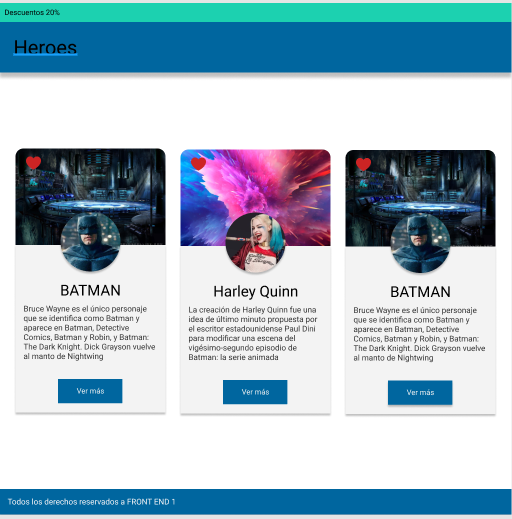 Descuentos 20%
Heroes
BATMAN
Bruce Wayne es el único personaje
que se identifica como Batman y
aparece en Batman, Detective
Comics, Batman y Robin, y Batman:
The Dark Knight. Dick Grayson vuelve
al manto de Nightwing
Ver más
Harley Quinn
La creación de Harley Quinn fue una
idea de último minuto propuesta por
el escritor estadounidense Paul Dini
para modificar una escena del
vigésimo-segundo episodio de
Batman: la serie animada
Ver más
BATMAN
Bruce Wayne es el único personaje
que se identifica como Batman y
aparece en Batman, Detective
Comics, Batman y Robin, y Batman:
The Dark Knight. Dick Grayson vuelve
al manto de Nightwing
Ver más
Todos los derechos reservados a FRONT END 1